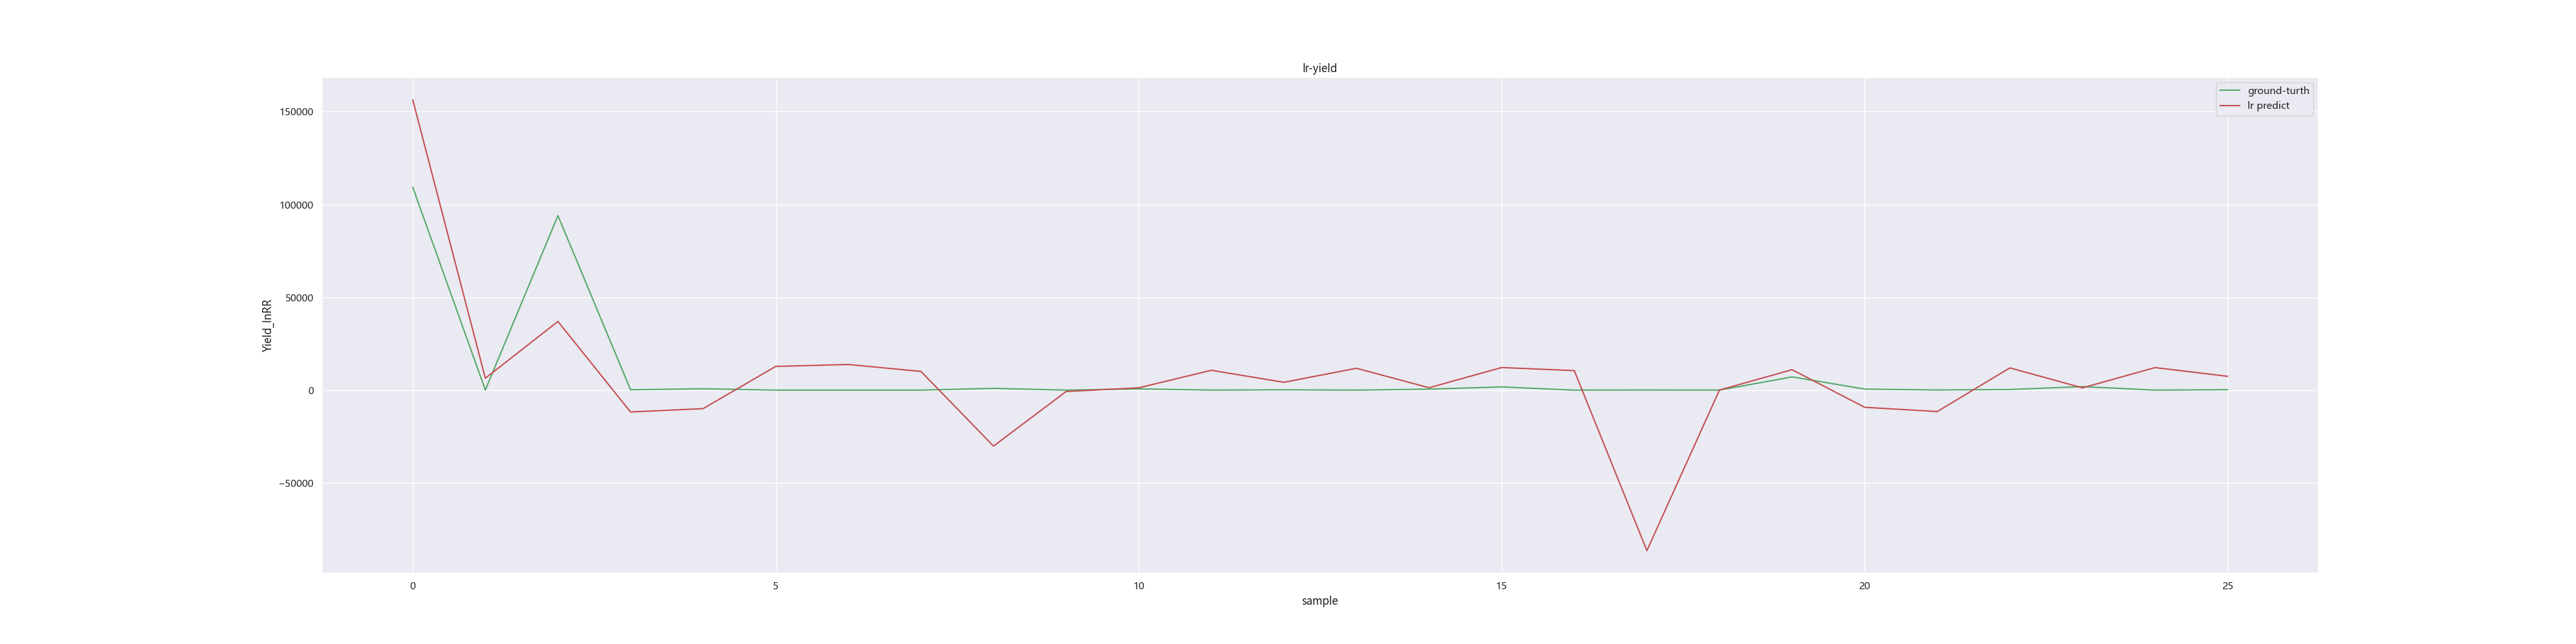 lr-yield
ground-turth
lr predict
150000
100000
50000
0
−50000
Yield_lnRR
0 5 10 15 20 25
sample